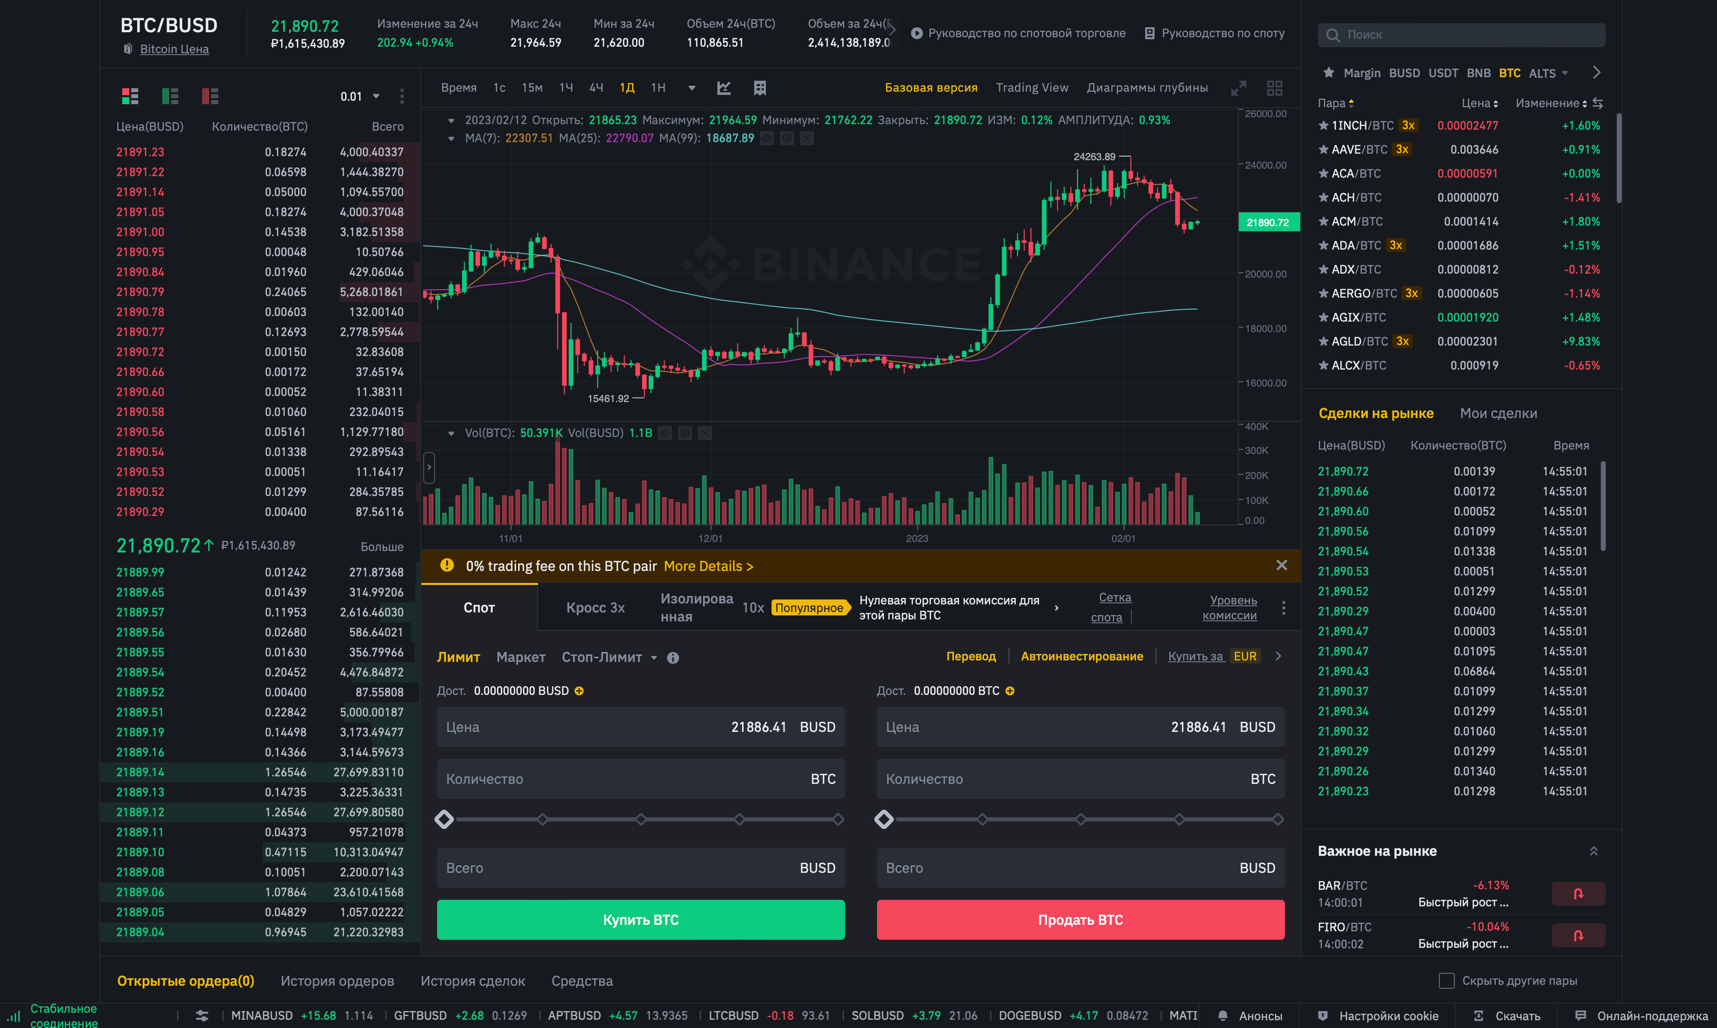 BTC/BUSD
Bitcoin Цена
21,890.72
₽1,615,430.89
Изменение за 24ч
202.94 +0.94%
Макс 24ч
21,964.59
Мин за 24ч
21,620.00
Объем 24ч(BTC)
110,865.51
Объем за 24ч(
2,414,138,189.0
Руководство по спотовой торговле
Руководство по споту
0.01
Цена(BUSD) Количество(BTC) Всего
21891.23 0.18274 4,000.40337
21891.22 0.06598 1,444.38270
21891.14 0.05000 1,094.55700
21891.05 0.18274 4,000.37048
21891.00 0.14538 3,182.51358
21890.95 0.00048 10.50766
21890.84 0.01960 429.06046
21890.79 0.24065 5,268.01861
21890.78 0.00603 132.00140
21890.77 0.12693 2,778.59544
21890.72 0.00150 32.83608
21890.66 0.00172 37.65194
21890.60 0.00052 11.38311
21890.58 0.01060 232.04015
21890.56 0.05161 1,129.77180
21890.54 0.01338 292.89543
21890.53 0.00051 11.16417
21890.52 0.01299 284.35785
21890.29 0.00400 87.56116
21,890.72↑ ₽1,615,430.89 Больше
21889.99 0.01242 271.87368
21889.65 0.01439 314.99206
21889.57 0.11953 2,616.46030
21889.56 0.02680 586.64021
21889.55 0.01630 356.79966
21889.54 0.20452 4,476.84872
21889.52 0.00400 87.55808
21889.51 0.22842 5,000.00187
21889.19 0.14498 3,173.49477
21889.16 0.14366 3,144.59673
21889.14 1.26546 27,699.83110
21889.13 0.14735 3,225.36331
21889.12 1.26546 27,699.80580
21889.11 0.04373 957.21078
21889.10 0.47115 10,313.04947
21889.08 0.10051 2,200.07143
21889.06 1.07864 23,610.41568
21889.05 0.04829 1,057.02222
21889.04 0.96945 21,220.32983
Время 1с 15м 1Ч 4Ч 1Д 1Н
Базовая версия Trading View Диаграммы глубины
2023/02/12 Открыть: 21865.23 Максимум: 21964.59 Минимум: 21762.22 Закрыть: 21890.72 ИЗМ: 0.12% АМПЛИТУДА: 0.93%
MA(7): 22307.51 MA(25): 22790.07 MA(99): 18687.89
26000.00
24263.89
24000.00
21890.72
BINANCE
20000.00
18000.00
16000.00
15461.92
Vol(BTC): 50.391K Vol(BUSD) 1.1B
400K
300K
200K
100K
0.00
11/01 12/01 2023 02/01
0% trading fee on this BTC pair More Details >
Спот
Кросс 3x
Изолирова
нная
10x
Популярное
Нулевая торговая комиссия для
этой пары BTC
Сетка
спота
Уровень
комиссии
Лимит Маркет Стоп-Лимит
Перевод Автоинвестирование Купить за EUR
Дост. 0.00000000 BUSD
Цена 21886.41 BUSD
Количество BTC
Всего BUSD
Купить BTC
Дост. 0.00000000 BTC
Цена 21886.41 BUSD
Количество BTC
Всего BUSD
Продать BTC
Поиск
Margin BUSD USDT BNB BTC ALTS
Пара Цена Изменение
1INCH/BTC 3x 0.00002477 +1.60%
AAVE/BTC 3x 0.003646 +0.91%
ACA/BTC 0.00000591 +0.00%
ACH/BTC 0.00000070 -1.41%
ACM/BTC 0.0001414 +1.80%
ADA/BTC 3x 0.00001686 +1.51%
ADX/BTC 0.00000812 -0.12%
AERGO/BTC 3x 0.00000605 -1.14%
AGIX/BTC 0.00001920 +1.48%
AGLD/BTC 3x 0.00002301 +9.83%
ALCX/BTC 0.000919 -0.65%
Сделки на рынке Мои сделки
Цена(BUSD) Количество(BTC) Время
21,890.72 0.00139 14:55:01
21,890.66 0.00172 14:55:01
21,890.60 0.00052 14:55:01
21,890.56 0.01099 14:55:01
21,890.54 0.01338 14:55:01
21,890.53 0.00051 14:55:01
21,890.52 0.01299 14:55:01
21,890.29 0.00400 14:55:01
21,890.47 0.00003 14:55:01
21,890.47 0.01095 14:55:01
21,890.43 0.06864 14:55:01
21,890.37 0.01099 14:55:01
21,890.34 0.01299 14:55:01
21,890.32 0.01060 14:55:01
21,890.29 0.01299 14:55:01
21,890.26 0.01340 14:55:01
21,890.23 0.01298 14:55:01
Важное на рынке
BAR/BTC -6.13%
14:00:01 Быстрый рост ...
FIRO/BTC -10.04%
14:00:02 Быстрый рост ...
Открытые ордера(0) История ордеров История сделок Средства
Скрыть другие пары
Стабильное
соединение
MINABUSD +15.68 1.114 GFTBUSD +2.68 0.1269 APTBUSD +4.57 13.9365 LTCBUSD -0.18 93.61 SOLBUSD +3.79 21.06 DOGEBUSD +4.17 0.08472 MATI
Анонсы Настройки cookie Скачать Онлайн-поддержка